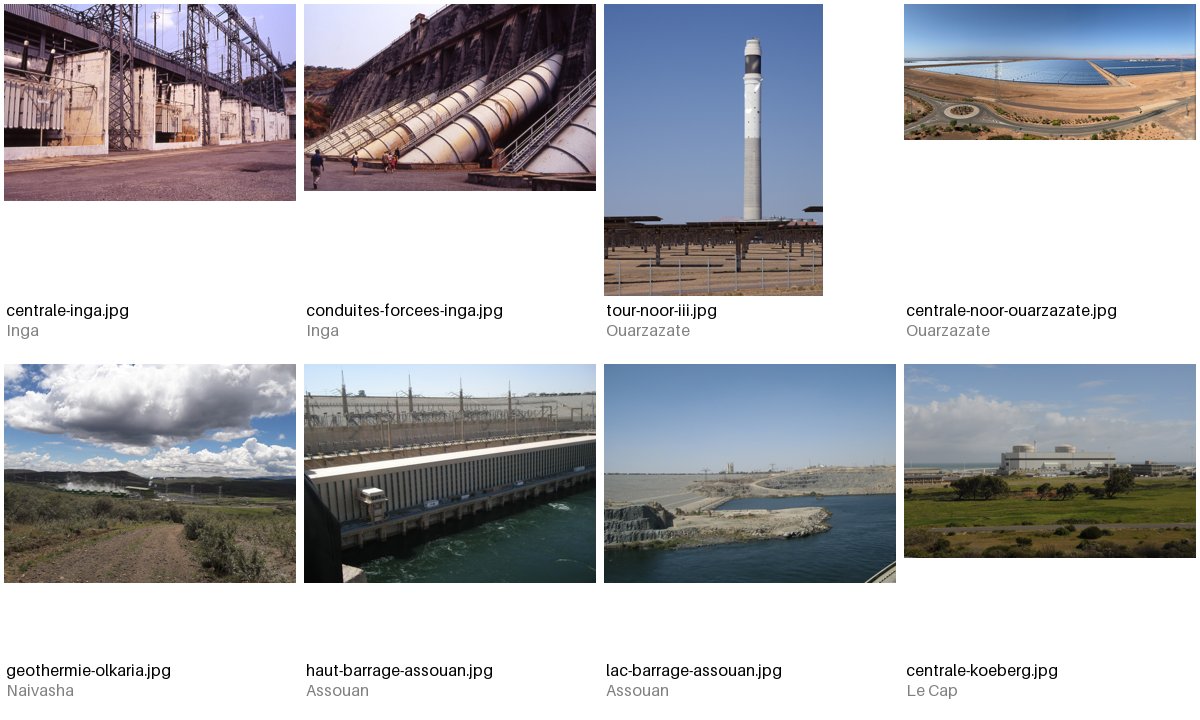 centrale-inga.jpg
Inga
conduites-forcees-inga.jpg
Inga
tour-noor-iii.jpg
Ouarzazate
centrale-noor-ouarzazate.jpg
Ouarzazate
geothermie-olkaria.jpg
Naivasha
haut-barrage-assouan.jpg
Assouan
lac-barrage-assouan.jpg
Assouan
centrale-koeberg.jpg
Le Cap